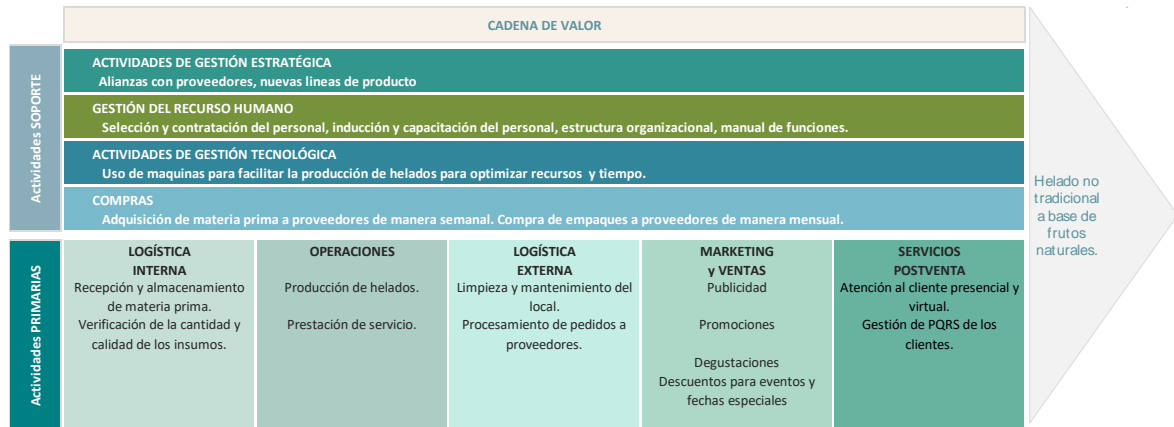 CADENA DE VALOR
Actividades SOPORTE
ACTIVIDADES DE GESTIÓN ESTRATÉGICA
Alianzas con proveedores, nuevas lineas de producto
GESTIÓN DEL RECURSO HUMANO
Selección y contratación del personal, inducción y capacitación del personal, estructura organizacional, manual de funciones.
ACTIVIDADES DE GESTIÓN TECNOLÓGICA
Uso de maquinas para facilitar la producción de helados para optimizar recursos y tiempo.
COMPRAS
Adquisición de materia prima a proveedores de manera semanal. Compra de empaques a proveedores de manera mensual.
Actividades PRIMARIAS
LOGÍSTICA
INTERNA
Recepción y almacenamiento
de materia prima.
Verificación de la cantidad y
calidad de los insumos.
OPERACIONES
Producción de helados.
Prestación de servicio.
LOGÍSTICA
EXTERNA
Limpieza y mantenimiento del
local.
Procesamiento de pedidos a
proveedores.
MARKETING
y VENTAS
Publicidad
Promociones
Degustaciones
Descuentos para eventos y
fechas especiales
SERVICIOS
POSTVENTA
Atención al cliente presencial y
virtual.
Gestión de PQRS de los
clientes.
Helado no
tradicional
a base de
frutos
naturales.